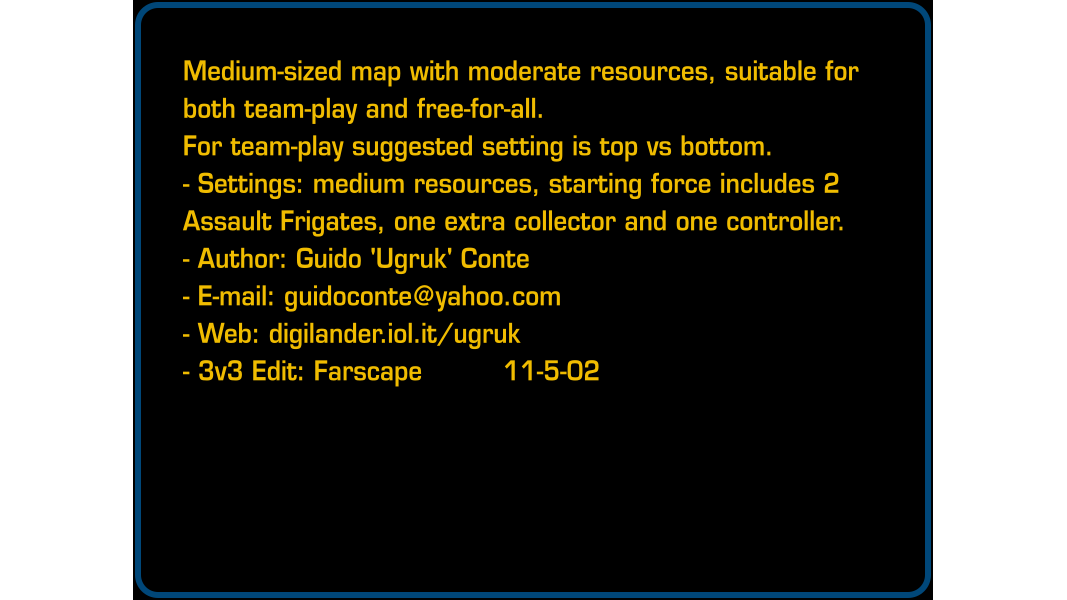 Medium-sized map with moderate resources, suitable for
both team-play and free-for-all.
For team-play suggested setting is top vs bottom.
- Settings: medium resources, starting force includes 2
Assault Frigates, one extra collector and one controller.
- Author: Guido 'Ugruk' Conte
- E-mail: guidoconte@yahoo.com
- Web: digilander.iol.it/ugruk
- 3v3 Edit: Farscape 11-5-02